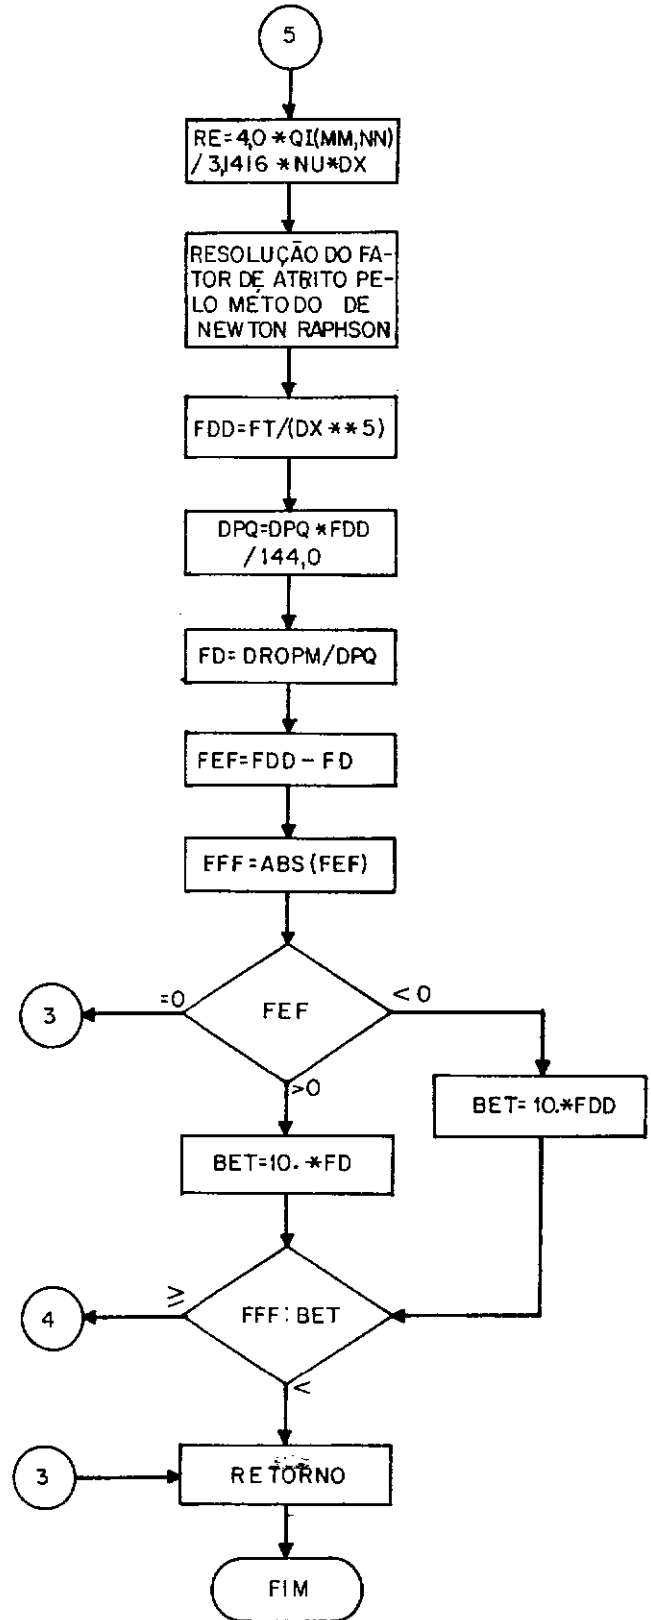 5
RE=4,0*QI(MM,NN)
/3,1416*NU*DX
RESOLUÇÃO DO FA-
TOR DE ATRITO PE-
LO MÉTODO DE
NEWTON RAPHSON
FDD=FT/(DX**5)
DPQ=DPQ*FDD
/144,0
FD=DROPM/DPQ
FEF=FDD-FD
FFF=ABS(FEF)
=0
<0
3
FEF
>0
BET=10.*FDD
BET=10.*FD
≥
4
FFF:BET
<
3
RETORNO
FIM